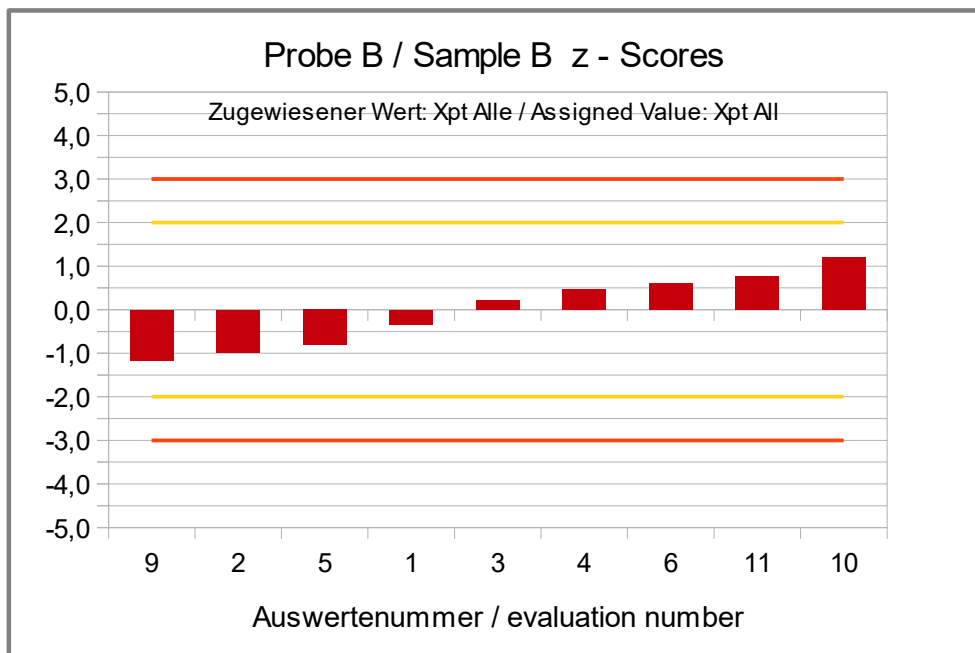 Probe B / Sample B z - Scores
Zugewiesener Wert: Xpt Alle / Assigned Value: Xpt All
5,0
4,0
3,0
2,0
1,0
0,0
-1,0
-2,0
-3,0
-4,0
-5,0
9 2 5 1 3 4 6 11 10
Auswertenummer / evaluation number